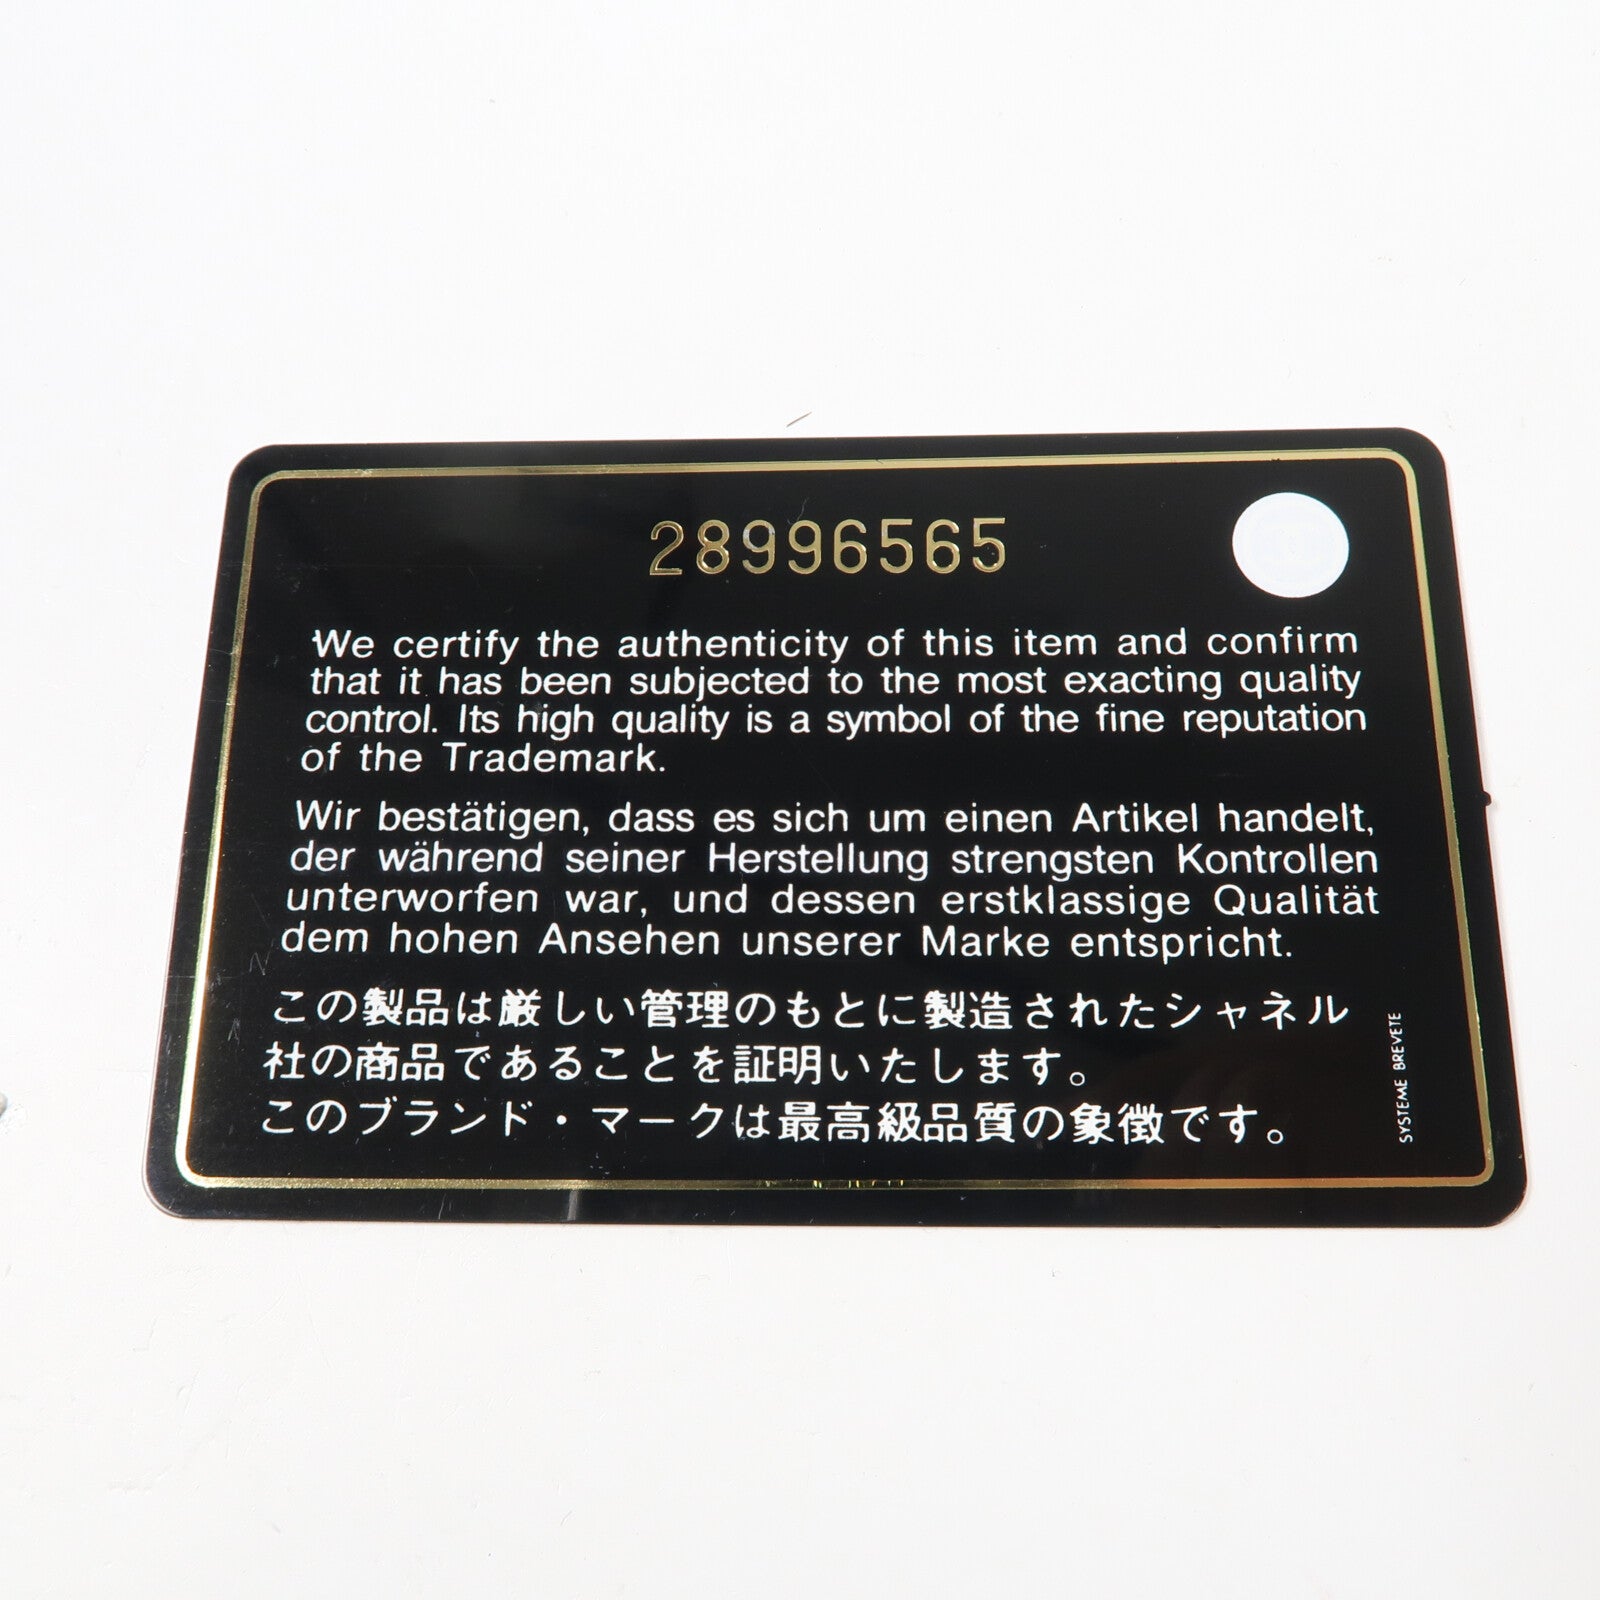 28996565
We certify the authenticity of this item and confirm
that it has been subjected to the most exacting quality
control. Its high quality is a symbol of the fine reputation
of the Trademark.
Wir bestätigen, dass es sich um einen Artikel handelt,
der während seiner Herstellung strengsten Kontrollen
unterworfen war, und dessen erstklassige Qualität
dem hohen Ansehen unserer Marke entspricht.
この製品は厳しい管理のもとに製造されたシャネル
社の商品であることを証明いたします。
このブランド・マークは最高級品質の象徴です。
SYSTEME BREVETE